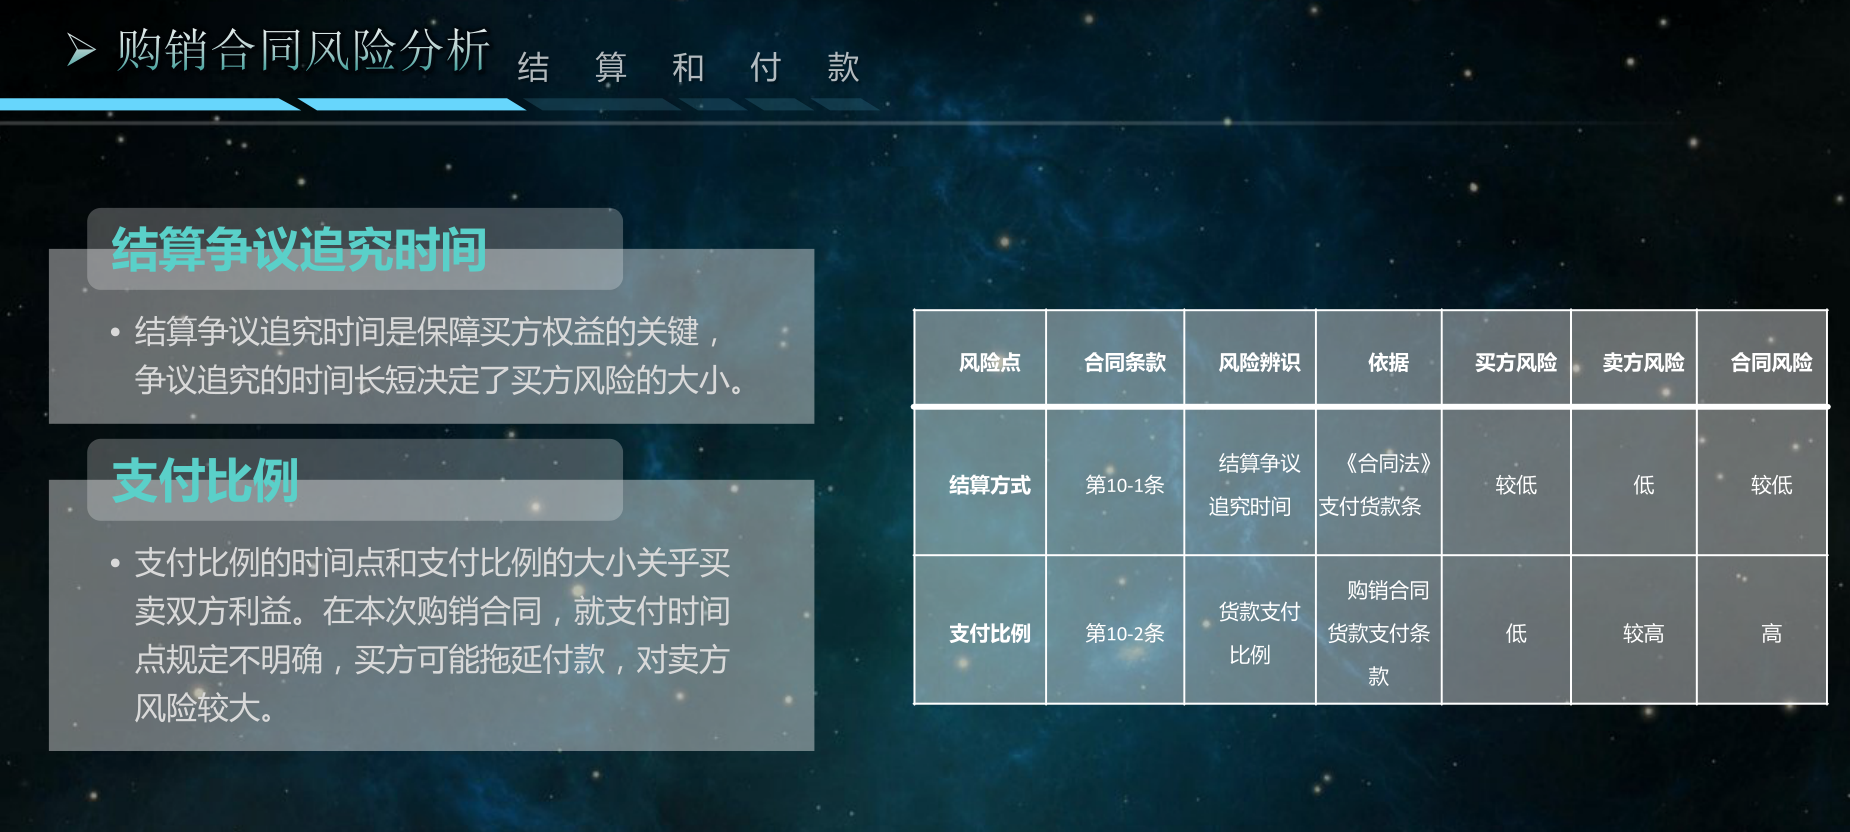 ➢ 购销合同风险分析 结算和付款
结算争议追究时间
• 结算争议追究时间是保障买方权益的关键，
争议追究的时间长短决定了买方风险的大小。
支付比例
• 支付比例的时间点和支付比例的大小关乎买
卖双方利益。在本次购销合同，就支付时间
点规定不明确，买方可能拖延付款，对卖方
风险较大。
风险点 合同条款 风险辨识 依据 买方风险 卖方风险 合同风险
结算方式 第10-1条 结算争议 《合同法》 较低 低 较低
追究时间 支付货款条
支付比例 第10-2条 货款支付 购销合同 低 较高 高
比例 货款支付条
款